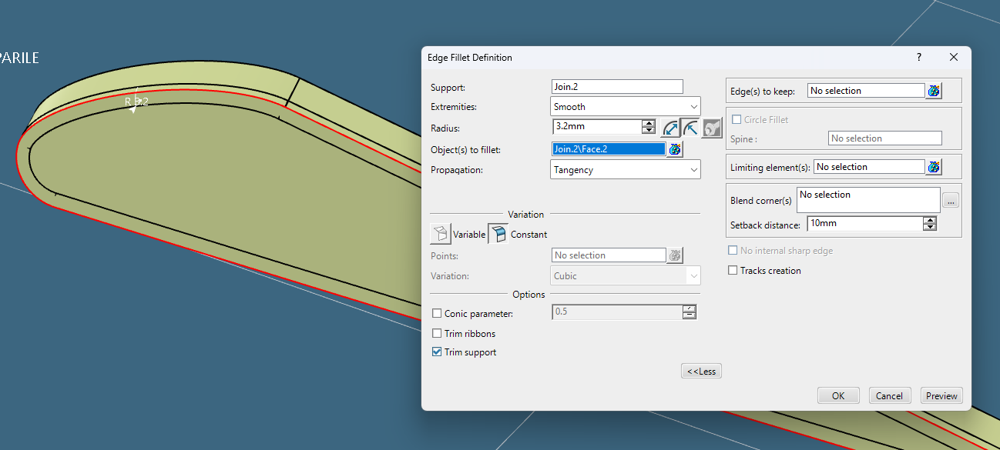 PARILE
R 3.2
Edge Fillet Definition
?
Support:
Join.2
Extremities:
Smooth
Radius:
3.2mm
Object(s) to fillet:
Join.2\Face.2
Propagation:
Tangency
Variation
Variable
Constant
Points:
No selection
Variation:
Cubic
Options
Conic parameter:
0.5
Trim ribbons
Trim support
<<Less
Edge(s) to keep:
No selection
Circle Fillet
Spine :
No selection
Limiting element(s):
No selection
Blend corner(s)
No selection
...
Setback distance:
10mm
No internal sharp edge
Tracks creation
OK
Cancel
Preview